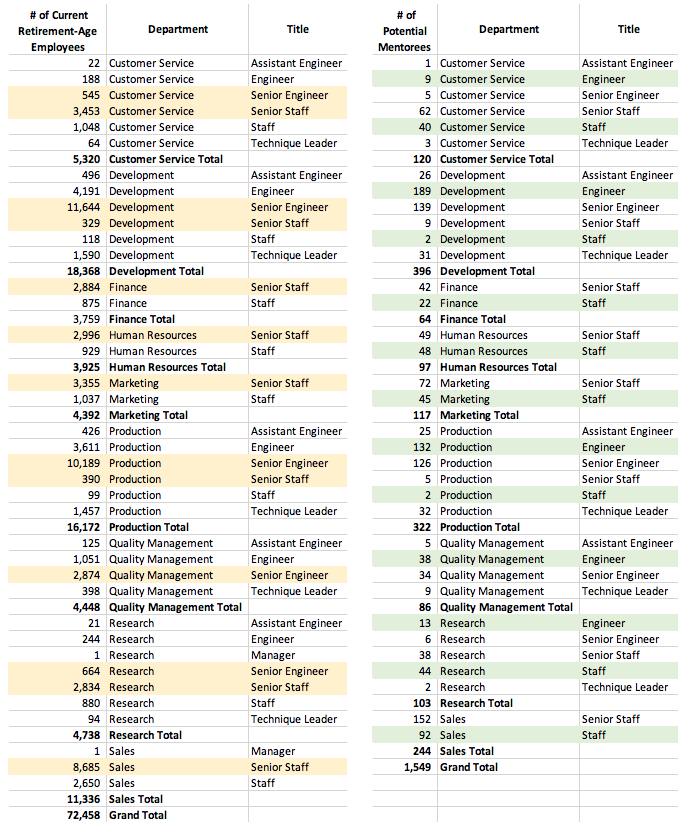 # of Current Retirement-Age Employees Department Title
22 Customer Service Assistant Engineer
188 Customer Service Engineer
545 Customer Service Senior Engineer
3,453 Customer Service Senior Staff
1,048 Customer Service Staff
64 Customer Service Technique Leader
5,320 Customer Service Total
496 Development Assistant Engineer
4,191 Development Engineer
11,644 Development Senior Engineer
329 Development Senior Staff
118 Development Staff
1,590 Development Technique Leader
18,368 Development Total
2,884 Finance Senior Staff
875 Finance Staff
3,759 Finance Total
2,996 Human Resources Senior Staff
929 Human Resources Staff
3,925 Human Resources Total
3,355 Marketing Senior Staff
1,037 Marketing Staff
4,392 Marketing Total
426 Production Assistant Engineer
3,611 Production Engineer
10,189 Production Senior Engineer
390 Production Senior Staff
99 Production Staff
1,457 Production Technique Leader
16,172 Production Total
125 Quality Management Assistant Engineer
1,051 Quality Management Engineer
2,874 Quality Management Senior Engineer
398 Quality Management Technique Leader
4,448 Quality Management Total
21 Research Assistant Engineer
244 Research Engineer
1 Research Manager
664 Research Senior Engineer
2,834 Research Senior Staff
880 Research Staff
94 Research Technique Leader
4,738 Research Total
1 Sales Manager
8,685 Sales Senior Staff
2,650 Sales Staff
11,336 Sales Total
72,458 Grand Total
# of Potential Mentorees Department Title
1 Customer Service Assistant Engineer
9 Customer Service Engineer
5 Customer Service Senior Engineer
62 Customer Service Senior Staff
40 Customer Service Staff
3 Customer Service Technique Leader
120 Customer Service Total
26 Development Assistant Engineer
189 Development Engineer
139 Development Senior Engineer
9 Development Senior Staff
2 Development Staff
31 Development Technique Leader
396 Development Total
42 Finance Senior Staff
22 Finance Staff
64 Finance Total
49 Human Resources Senior Staff
48 Human Resources Staff
97 Human Resources Total
72 Marketing Senior Staff
45 Marketing Staff
117 Marketing Total
25 Production Assistant Engineer
132 Production Engineer
126 Production Senior Engineer
5 Production Senior Staff
2 Production Staff
32 Production Technique Leader
322 Production Total
5 Quality Management Assistant Engineer
38 Quality Management Engineer
34 Quality Management Senior Engineer
9 Quality Management Technique Leader
86 Quality Management Total
13 Research Engineer
6 Research Senior Engineer
38 Research Senior Staff
44 Research Staff
2 Research Technique Leader
103 Research Total
152 Sales Senior Staff
92 Sales Staff
244 Sales Total
1,549 Grand Total